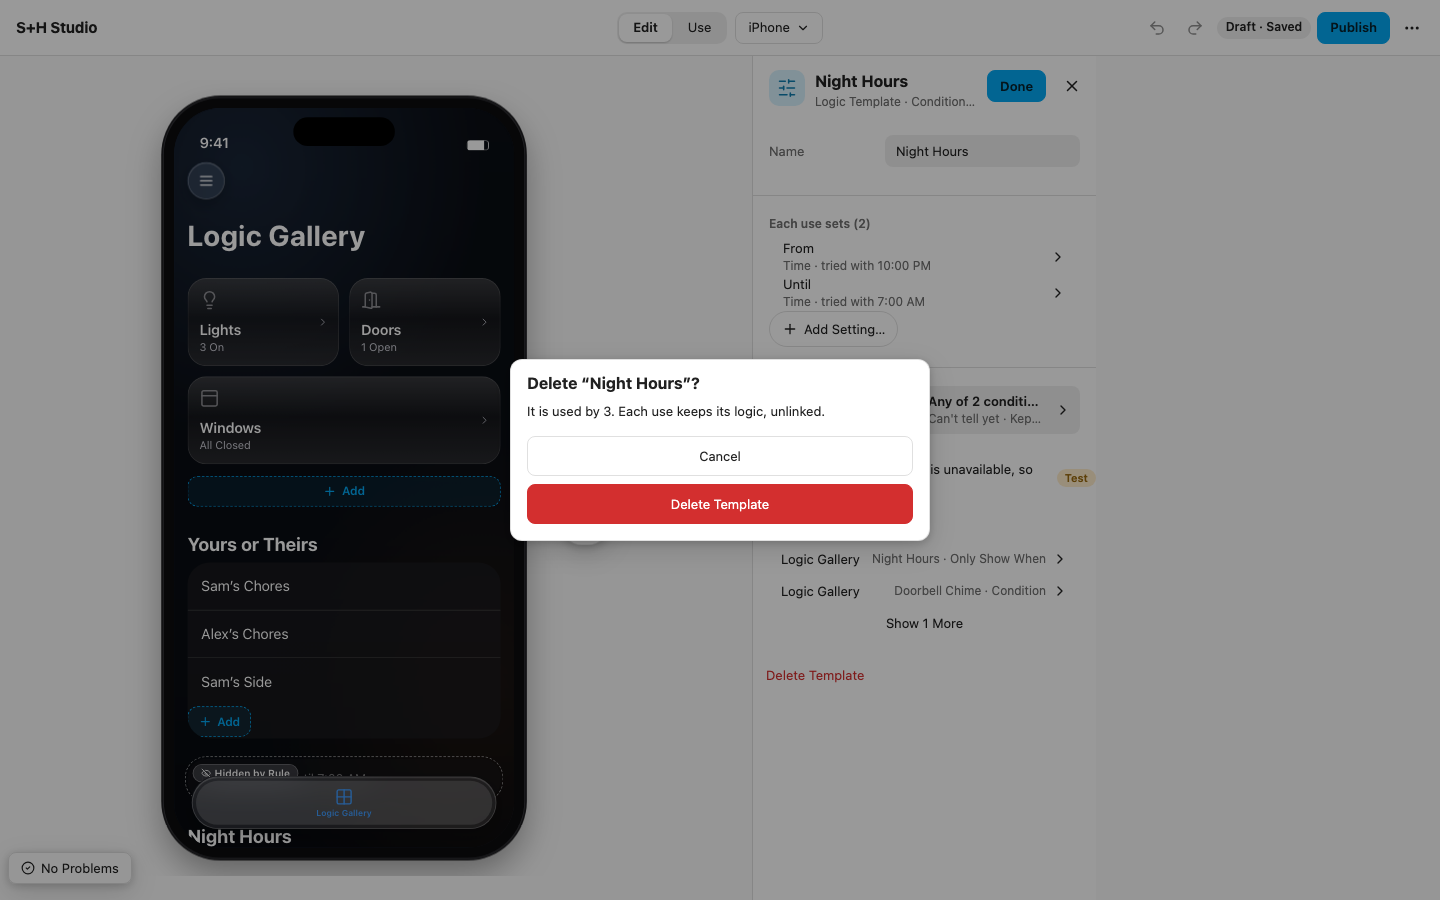 S+H Studio
Edit
Use
iPhone
Draft · Saved
Publish
9:41
Logic Gallery
Lights
3 On
Doors
1 Open
Windows
All Closed
Add
Yours or Theirs
Sam's Chores
Alex's Chores
Sam's Side
Add
Hidden by Rule
Logic Gallery
Night Hours
No Problems
Night Hours
Logic Template · Condition...
Done
Name
Night Hours
Each use sets (2)
From
Time · tried with 10:00 PM
Until
Time · tried with 7:00 AM
Add Setting...
Any of 2 conditi...
Can't tell yet · Kep...
is unavailable, so
Test
Logic Gallery
Night Hours · Only Show When
Logic Gallery
Doorbell Chime · Condition
Show 1 More
Delete Template
Delete “Night Hours”?
It is used by 3. Each use keeps its logic, unlinked.
Cancel
Delete Template